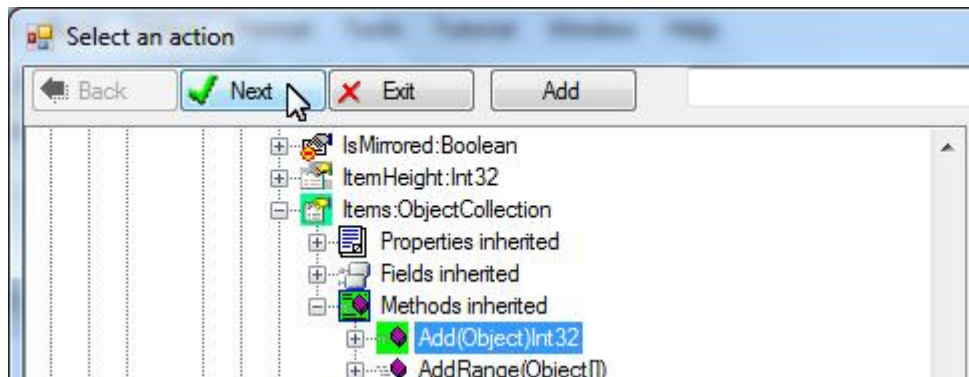 Select an action
Back Next Exit Add
IsMirrored:Boolean
ItemHeight:Int32
Items:ObjectCollection
Properties inherited
Fields inherited
Methods inherited
Add(Object)Int32
AddRange(Object[])